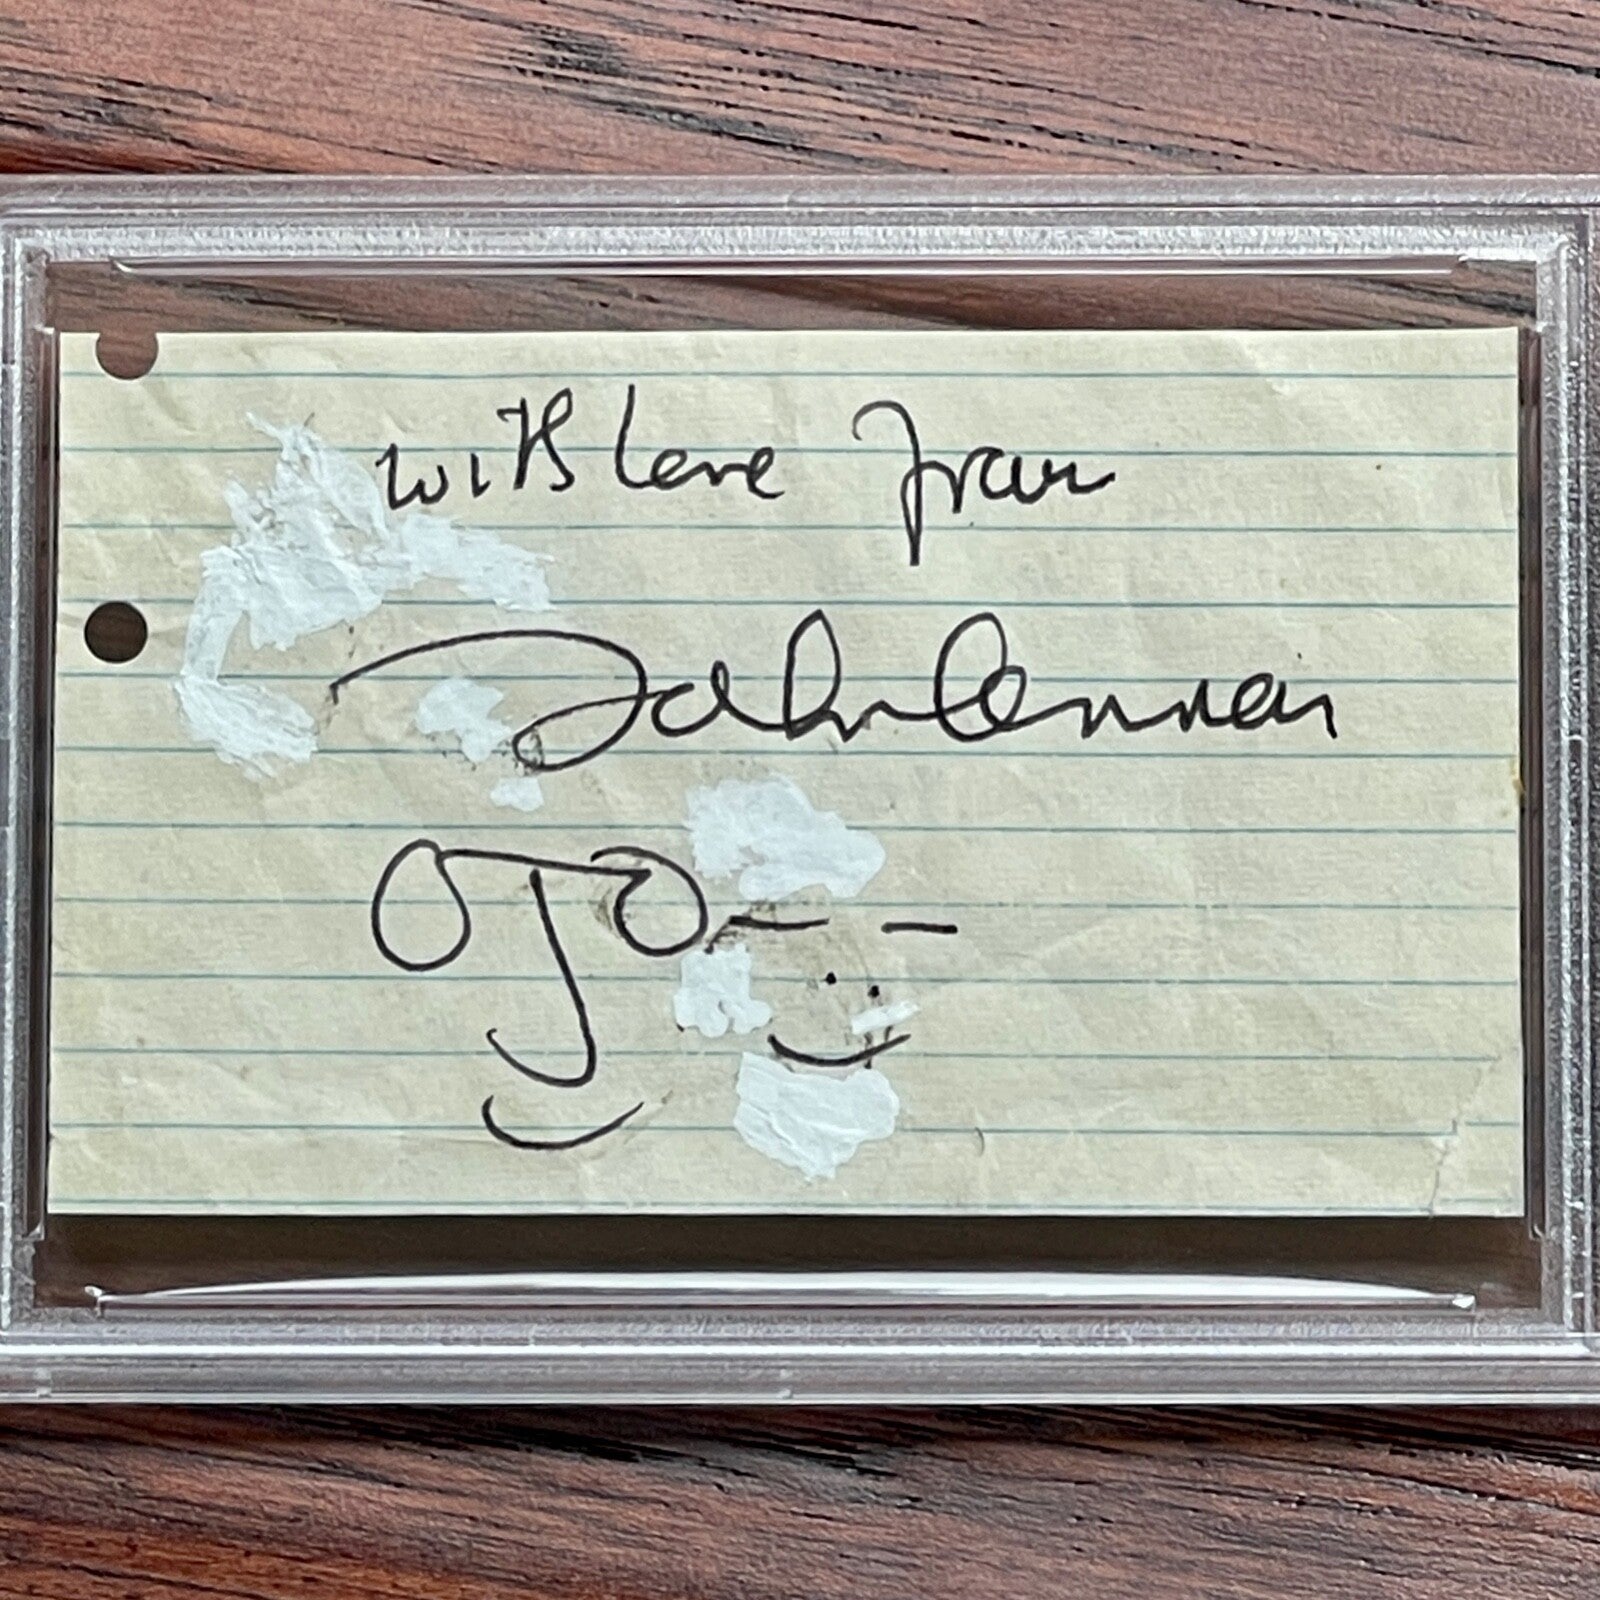 with love from
John Lennon